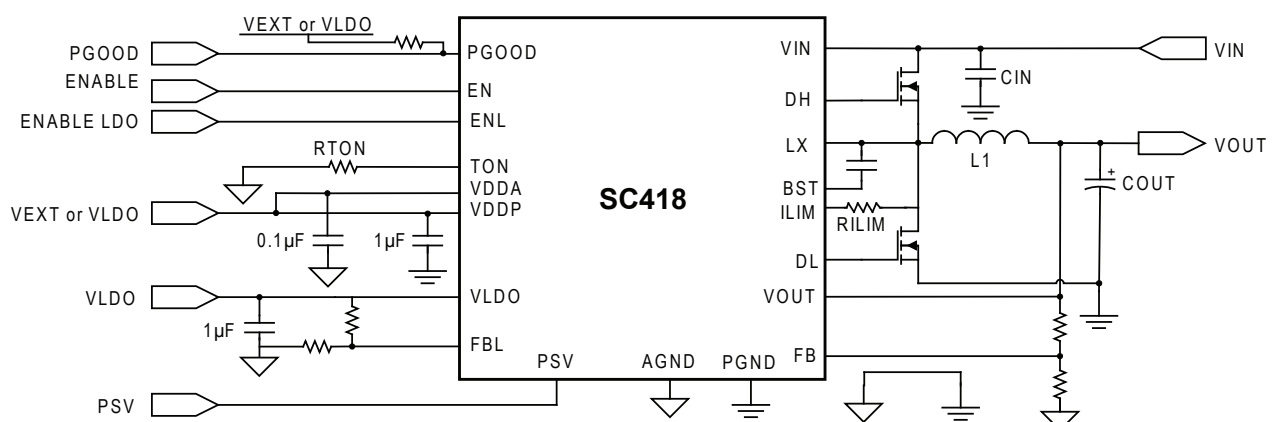 VEXT or VLDO
PGOOD
ENABLE
ENABLE LDO
RTON
VEXT or VLDO
0.1µF
1µF
VLDO
1µF
PSV
PGOOD
EN
ENL
TON
VDDA
VDDP
VLDO
FBL
SC418
PSV
AGND
PGND
VIN
DH
LX
BST
ILIM
DL
VOUT
FB
CIN
VIN
L1
VOUT
RILIM
+
COUT